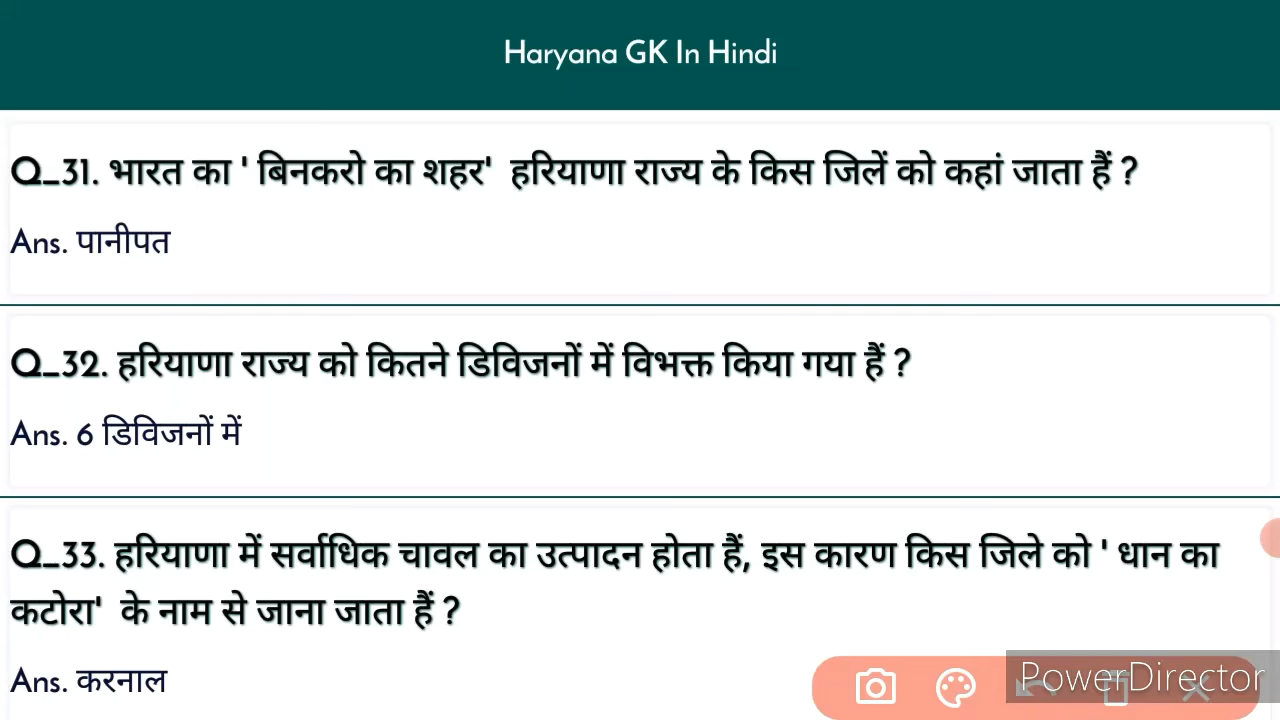 Haryana GK In Hindi
Q_31. भारत का ' बिनकरो का शहर' हरियाणा राज्य के किस जिलें को कहां जाता हैं ?
Ans. पानीपत
Q_32. हरियाणा राज्य को कितने डिविजनों में विभक्त किया गया हैं ?
Ans. 6 डिविजनों में
Q_33. हरियाणा में सर्वाधिक चावल का उत्पादन होता हैं, इस कारण किस जिले को ' धान का
कटोरा' के नाम से जाना जाता हैं ?
Ans. करनाल
PowerDirector